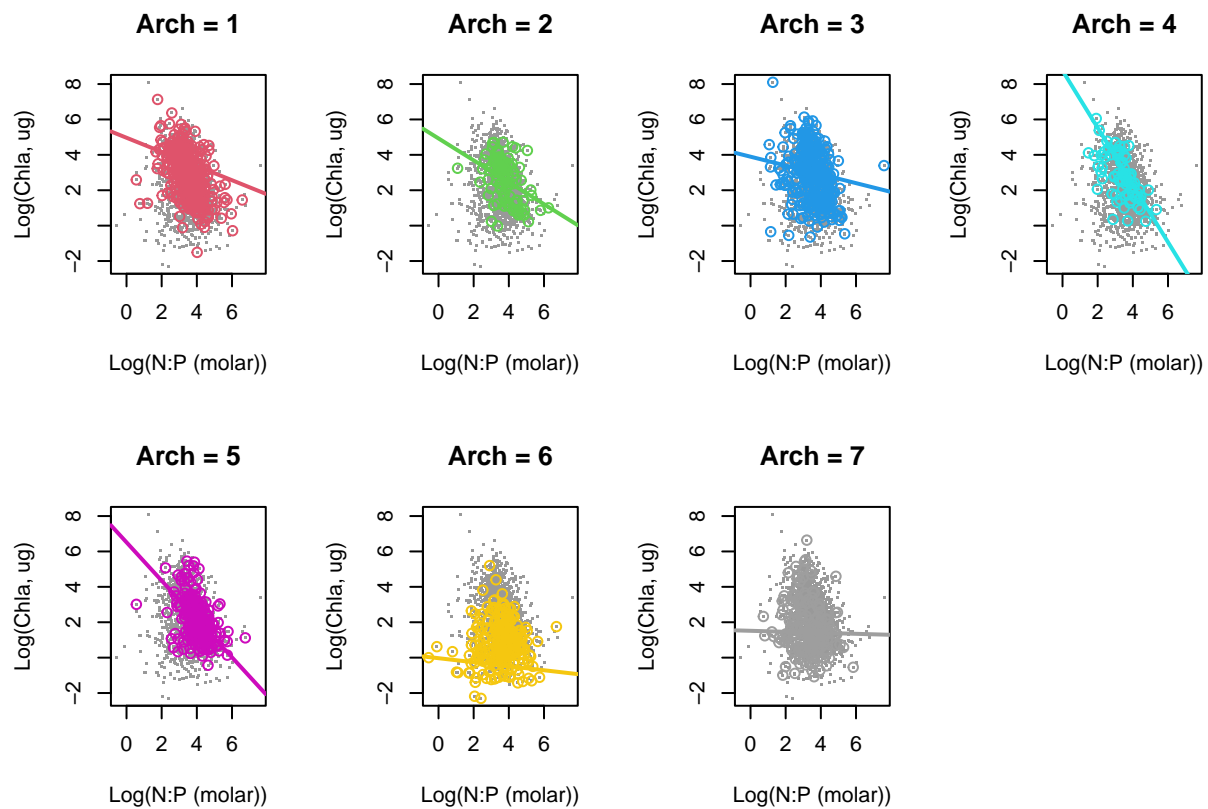 Arch = 1
Arch = 2
Arch = 3
Arch = 4
Log(Chla, ug)
8
6
4
2
−2
0 2 4 6
Log(N:P (molar))
Log(Chla, ug)
8
6
4
2
−2
0 2 4 6
Log(N:P (molar))
Log(Chla, ug)
8
6
4
2
−2
0 2 4 6
Log(N:P (molar))
Log(Chla, ug)
8
6
4
2
−2
0 2 4 6
Log(N:P (molar))
Arch = 5
Arch = 6
Arch = 7
Log(Chla, ug)
8
6
4
2
−2
0 2 4 6
Log(N:P (molar))
Log(Chla, ug)
8
6
4
2
−2
0 2 4 6
Log(N:P (molar))
Log(Chla, ug)
8
6
4
2
−2
0 2 4 6
Log(N:P (molar))